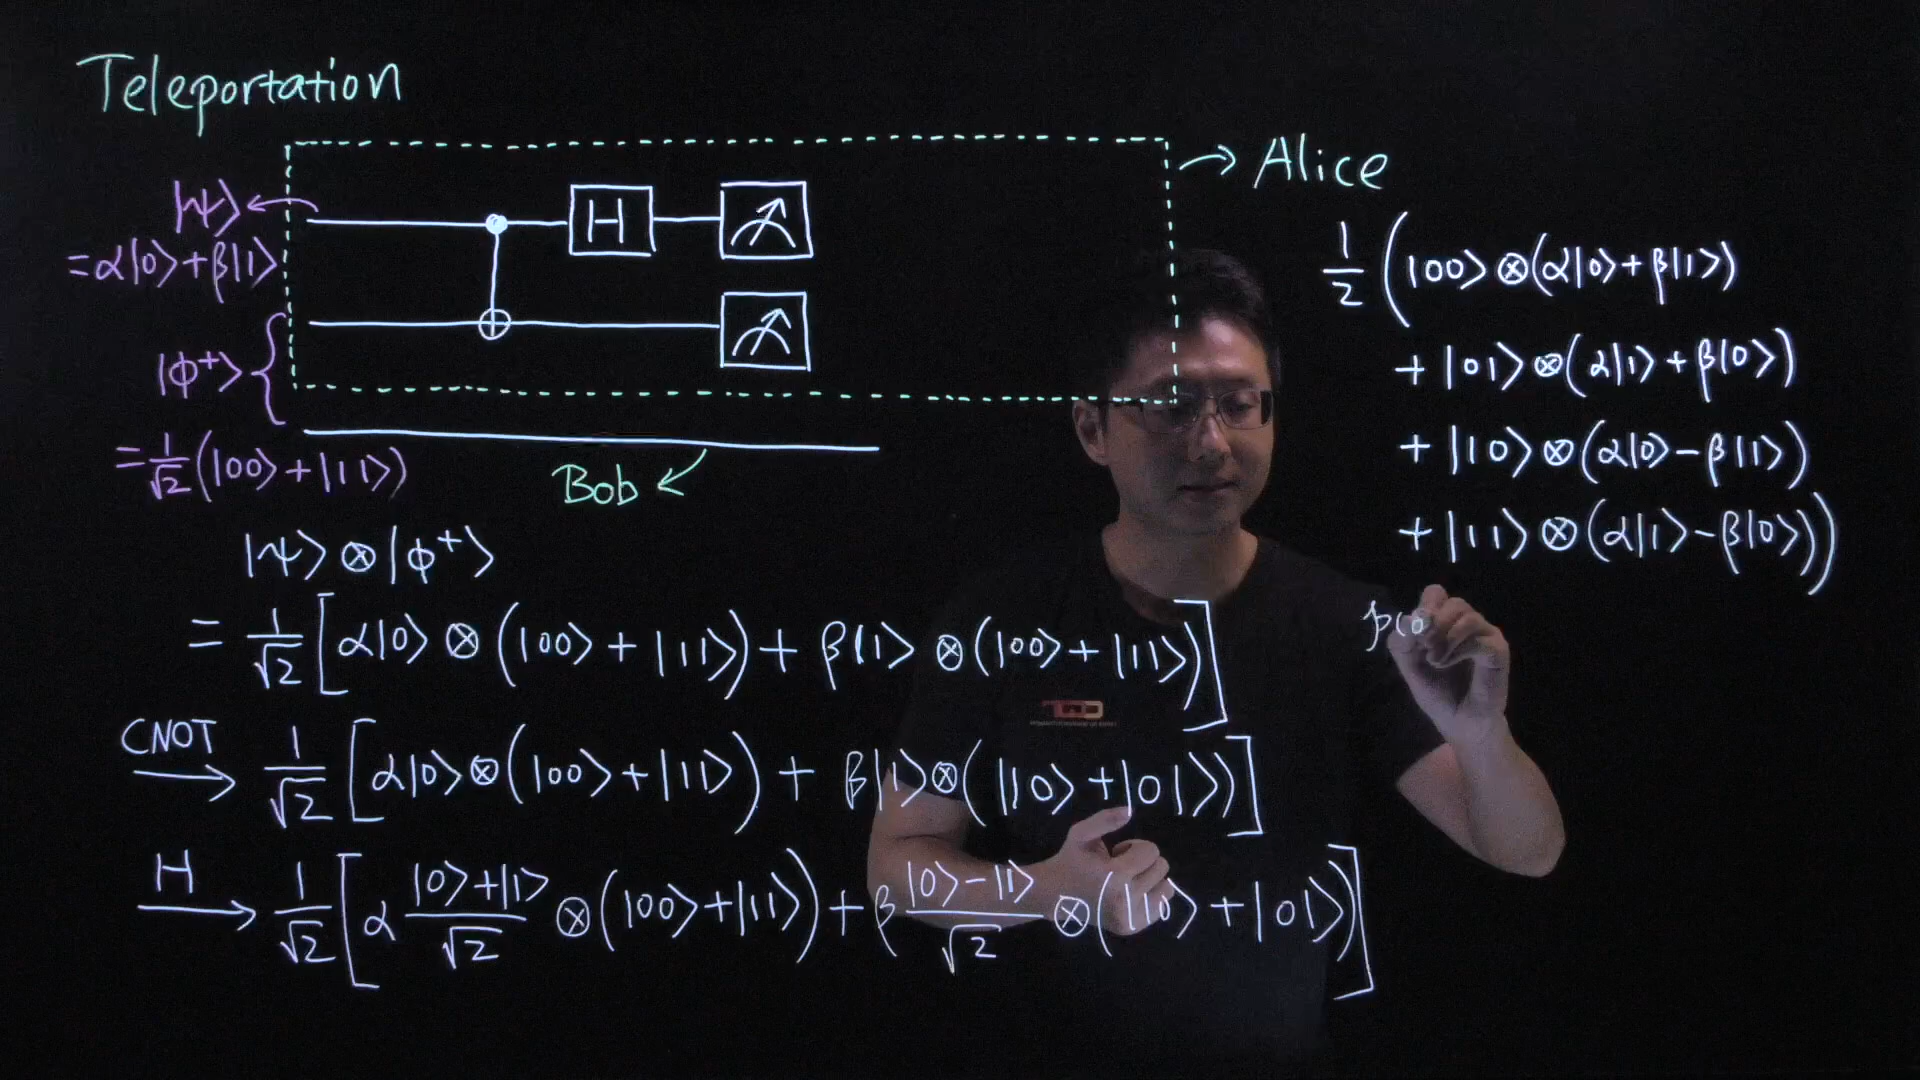 Teleportation
→ Alice
|ψ⟩
= α|0⟩ + β|1⟩
H
|ϕ⁺⟩
= 1/√2 (|00⟩ + |11⟩)
Bob
1/2 (|00⟩ ⊗ (α|0⟩ + β|1⟩)
+ |01⟩ ⊗ (α|1⟩ + β|0⟩)
+ |10⟩ ⊗ (α|0⟩ − β|1⟩)
+ |11⟩ ⊗ (α|1⟩ − β|0⟩))
p(0
|ψ⟩ ⊗ |ϕ⁺⟩
= 1/√2 [α|0⟩ ⊗ (|00⟩ + |11⟩) + β|1⟩ ⊗ (|00⟩ + |11⟩)]
CNOT → 1/√2 [α|0⟩ ⊗ (|00⟩ + |11⟩) + β|1⟩ ⊗ (|10⟩ + |01⟩)]
H → 1/√2 [α (|0⟩ + |1⟩)/√2 ⊗ (|00⟩ + |11⟩) + β (|0⟩ − |1⟩)/√2 ⊗ (|10⟩ + |01⟩)]